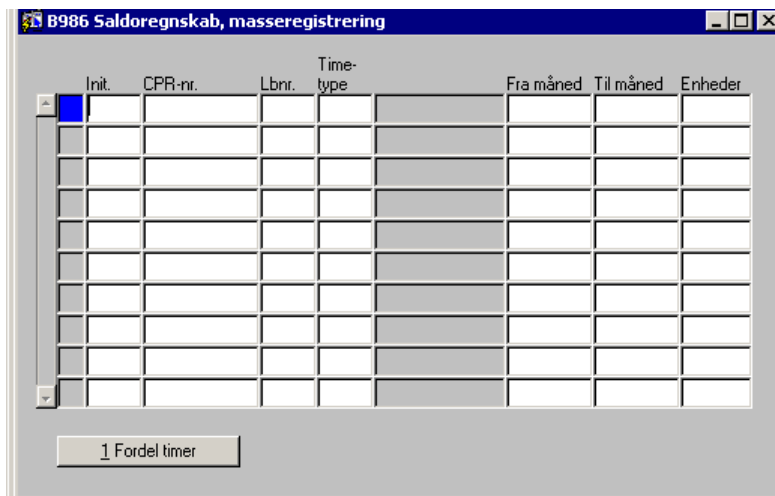 B986 Saldoregnskab, masseregistrering
Time-
Init. CPR-nr. Lbnr. type Fra måned Til måned Enheder
1 Fordel timer